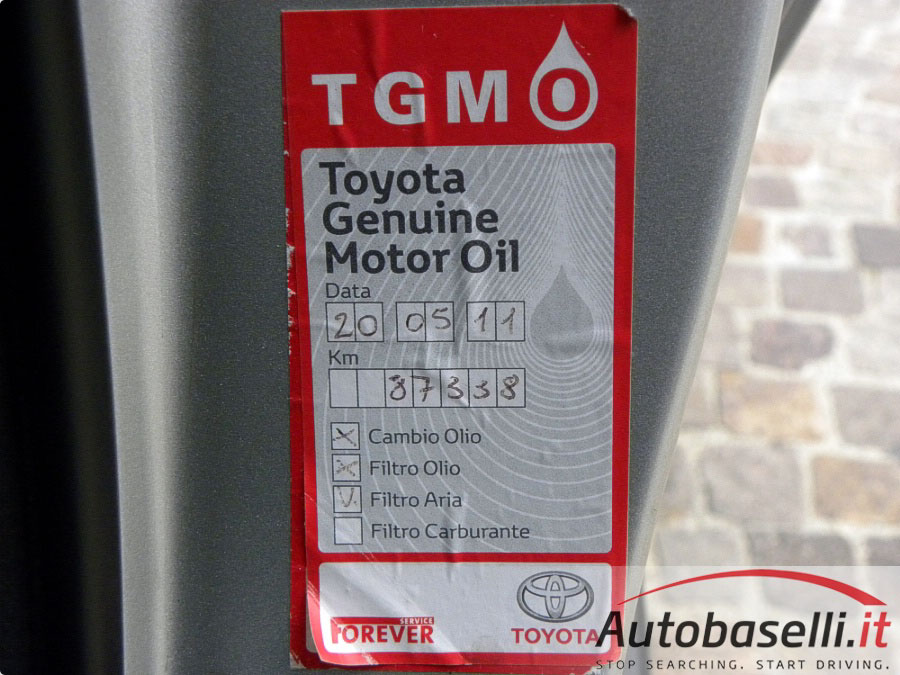 TGMO
Toyota
Genuine
Motor Oil
Data
20 05 11
Km
87338
Cambio Olio
Filtro Olio
Filtro Aria
Filtro Carburante
SERVICE
FOREVER
TOYOTA
Autobaselli.it
STOP SEARCHING. START DRIVING.